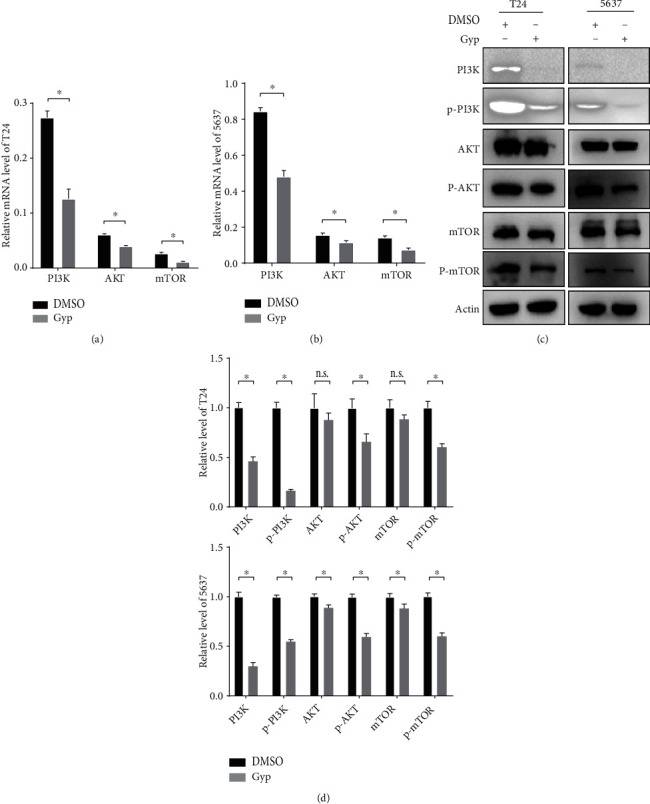 Relative mRNA level of T24
0.3
0.2
0.1
0.0
*
*
*
PI3K AKT mTOR
DMSO
Gyp
(a)
Relative mRNA level of 5637
1.0
0.8
0.6
0.4
0.2
0.0
*
*
*
PI3K AKT mTOR
DMSO
Gyp
(b)
T24 5637
DMSO + – + –
Gyp – + – +
PI3K
p-PI3K
AKT
P-AKT
mTOR
P-mTOR
Actin
(c)
Relative level of T24
1.5
1.0
0.5
0.0
* * n.s. * n.s. *
PI3K p-PI3K AKT p-AKT mTOR p-mTOR
Relative level of 5637
1.5
1.0
0.5
0.0
* * * * * *
PI3K p-PI3K AKT p-AKT mTOR p-mTOR
DMSO
Gyp
(d)